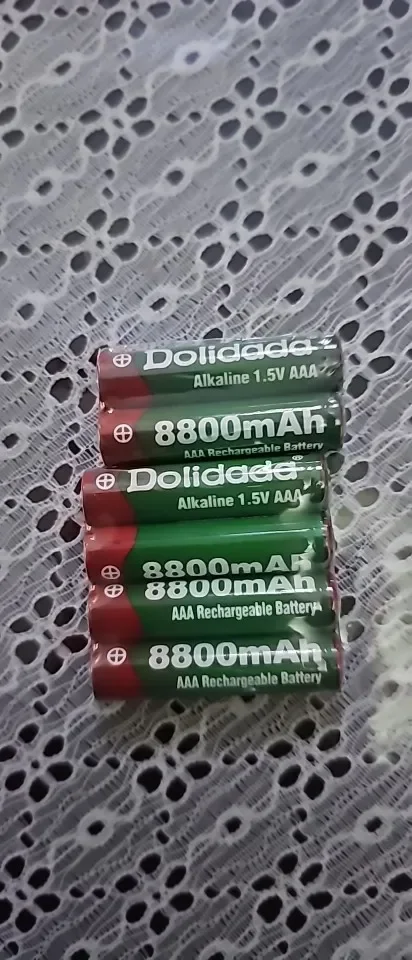 Dolidada
Alkaline 1.5V AAA
8800mAh
AAA Rechargeable Battery
Dolidada®
Alkaline 1.5V AAA
8800mAh
8800mAh
AAA Rechargeable Battery
8800mAh
AAA Rechargeable Battery